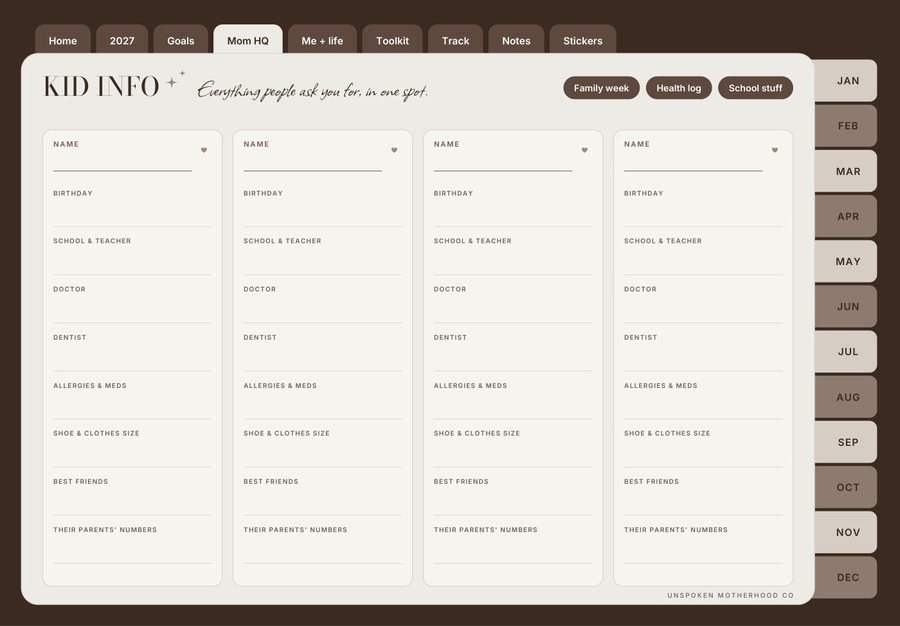 Home 2027 Goals Mom HQ Me + life Toolkit Track Notes Stickers
KID INFO Everything people ask you for, in one spot.
Family week Health log School stuff
NAME NAME NAME NAME
BIRTHDAY BIRTHDAY BIRTHDAY BIRTHDAY
SCHOOL & TEACHER SCHOOL & TEACHER SCHOOL & TEACHER SCHOOL & TEACHER
DOCTOR DOCTOR DOCTOR DOCTOR
DENTIST DENTIST DENTIST DENTIST
ALLERGIES & MEDS ALLERGIES & MEDS ALLERGIES & MEDS ALLERGIES & MEDS
SHOE & CLOTHES SIZE SHOE & CLOTHES SIZE SHOE & CLOTHES SIZE SHOE & CLOTHES SIZE
BEST FRIENDS BEST FRIENDS BEST FRIENDS BEST FRIENDS
THEIR PARENTS' NUMBERS THEIR PARENTS' NUMBERS THEIR PARENTS' NUMBERS THEIR PARENTS' NUMBERS
UNSPOKEN MOTHERHOOD CO
JAN
FEB
MAR
APR
MAY
JUN
JUL
AUG
SEP
OCT
NOV
DEC